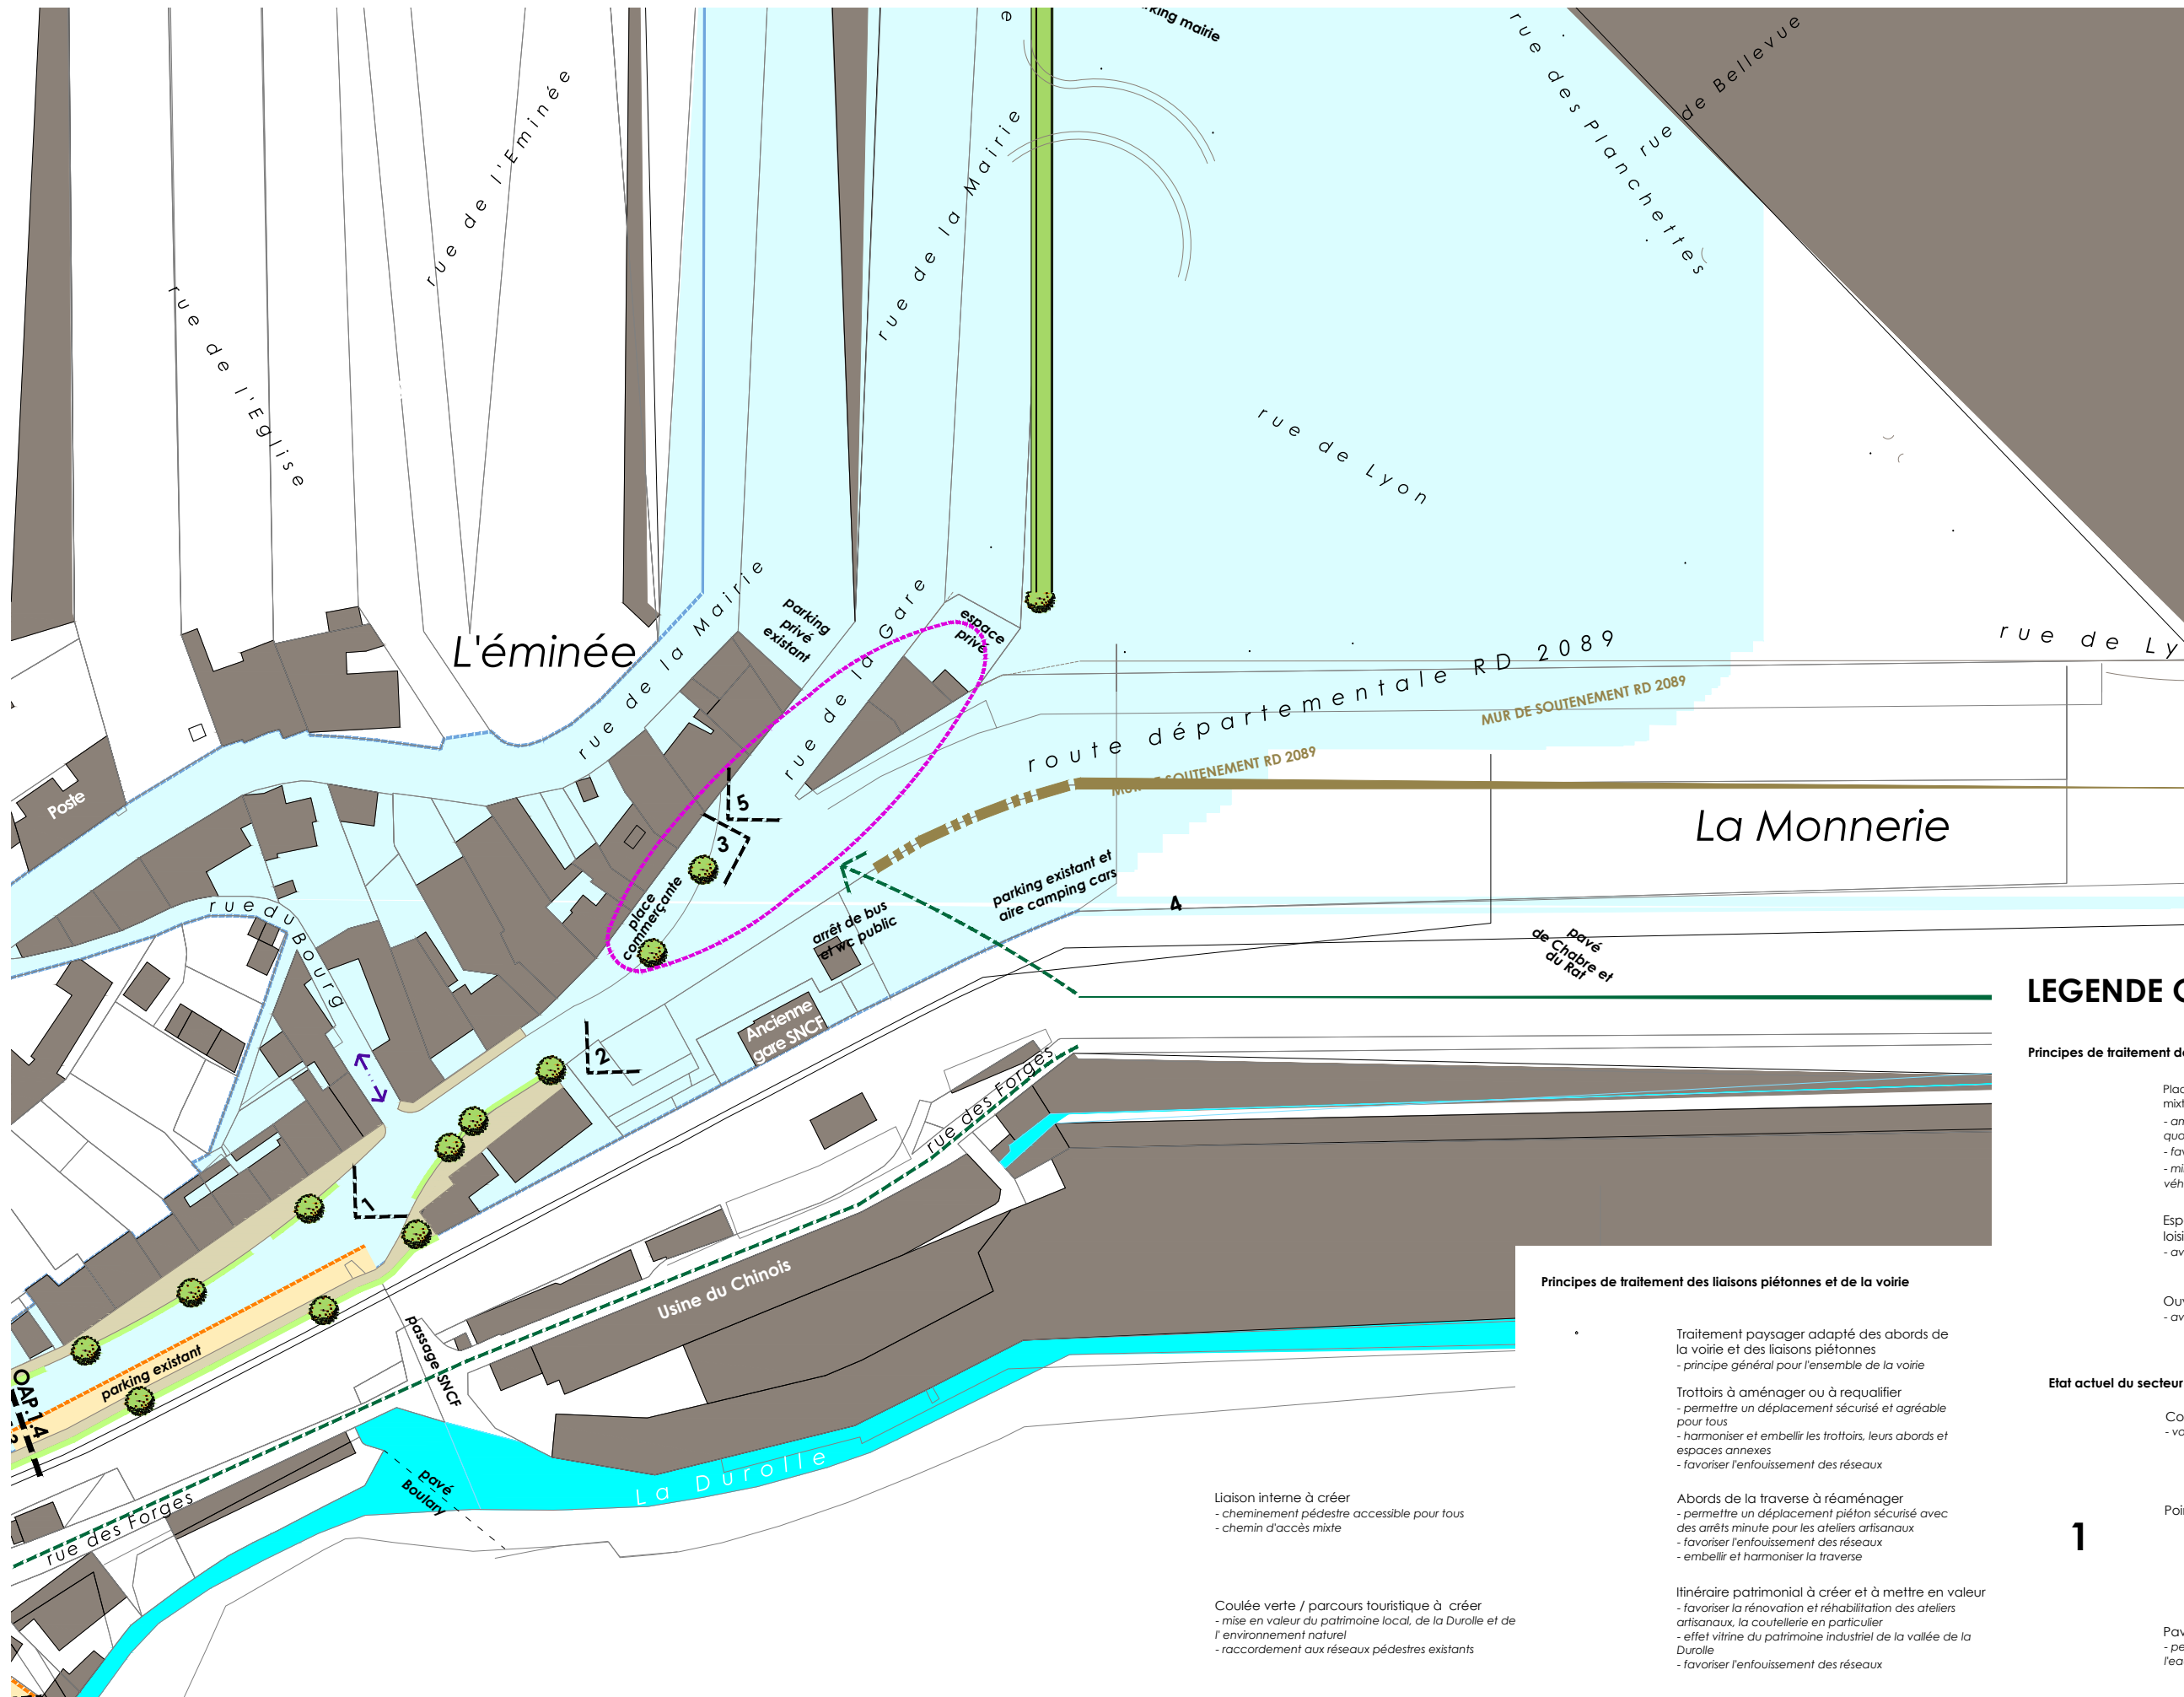 parking mairie
rue des Planchettes
rue de Bellevue
rue de l'Eminée
rue de la Mairie
rue de l'Eglise
rue de Lyon
L'éminée
rue de la Mairie
parking
privé
existant
rue de la Gare
espace
privé
route départementale RD 2089
MUR DE SOUTENEMENT RD 2089
MUR DE SOUTENEMENT RD 2089
rue de Ly
Poste
5
3
La Monnerie
place
commerçante
arrêt de bus
et wc public
parking existant et
aire camping cars
4
pavé
de Chabre et
du Rat
rue du Bourg
Ancienne
gare SNCF
2
rue des Forges
1
Usine du Chinois
passage SNCF
parking existant
OAP 1.4
pavé
Boulary
La Durolle
rue des Forges
LEGENDE
Principes de traitement
Principes de traitement des liaisons piétonnes et de la voirie
Traitement paysager adapté des abords de
la voirie et des liaisons piétonnes
- principe général pour l'ensemble de la voirie
Trottoirs à aménager ou à requalifier
- permettre un déplacement sécurisé et agréable
pour tous
- harmoniser et embellir les trottoirs, leurs abords et
espaces annexes
- favoriser l'enfouissement des réseaux
Abords de la traverse à réaménager
- permettre un déplacement piéton sécurisé avec
des arrêts minute pour les ateliers artisanaux
- favoriser l'enfouissement des réseaux
- embellir et harmoniser la traverse
Itinéraire patrimonial à créer et à mettre en valeur
- favoriser la rénovation et réhabilitation des ateliers
artisanaux, la coutellerie en particulier
- effet vitrine du patrimoine industriel de la vallée de la
Durolle
- favoriser l'enfouissement des réseaux
Liaison interne à créer
- cheminement pédestre accessible pour tous
- chemin d'accès mixte
Coulée verte / parcours touristique à créer
- mise en valeur du patrimoine local, de la Durolle et de
l' environnement naturel
- raccordement aux réseaux pédestres existants
Etat actuel du secteur
1